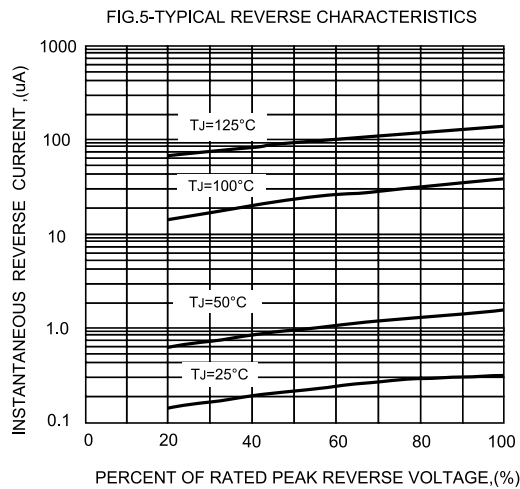 FIG.5-TYPICAL REVERSE CHARACTERISTICS
INSTANTANEOUS REVERSE CURRENT ,(uA)
1000
100
10
1.0
0.1
TJ=125°C
TJ=100°C
TJ=50°C
TJ=25°C
0 20 40 60 80 100
PERCENT OF RATED PEAK REVERSE VOLTAGE,(%)